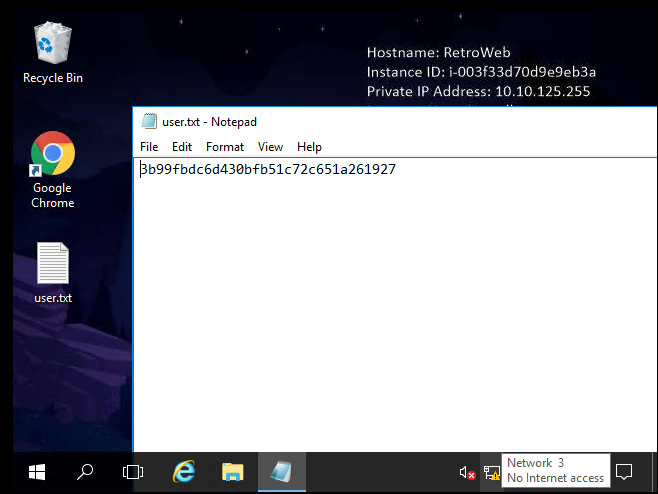 Recycle Bin
Hostname: RetroWeb
Instance ID: i-003f33d70d9e9eb3a
Private IP Address: 10.10.125.255
user.txt - Notepad
File Edit Format View Help
3b99fbdc6d430bfb51c72c651a261927
Google
Chrome
user.txt
Network 3
No Internet access